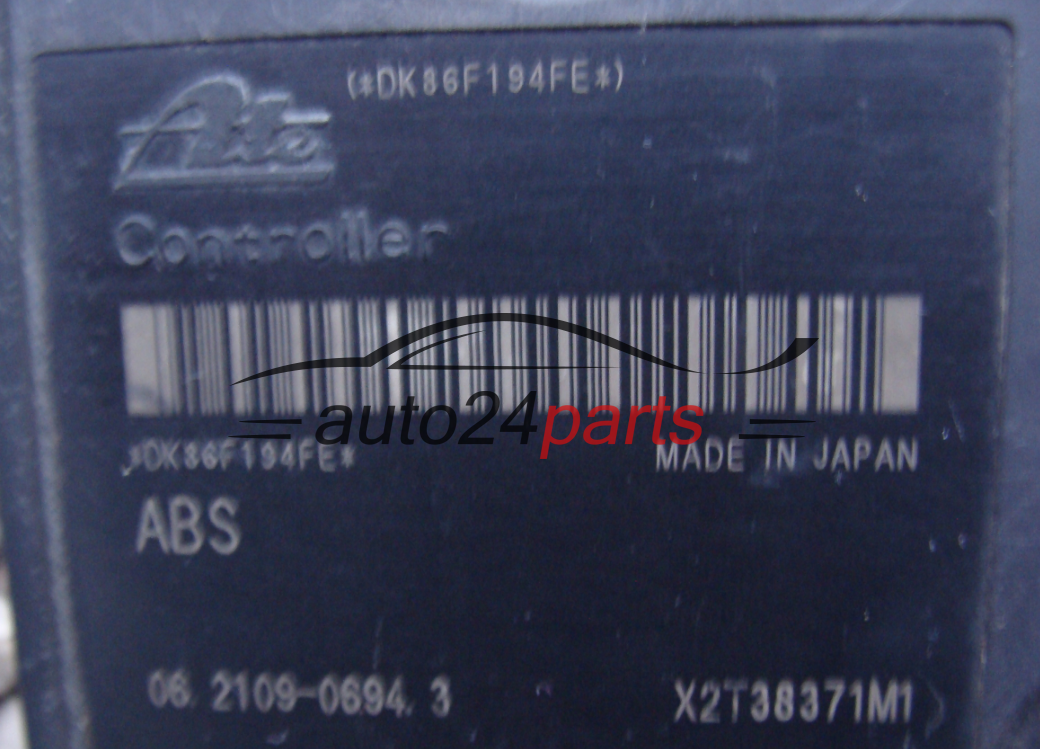 (*DK86F194FE*)
Ate
Controller
auto24parts
*DK86F194FE* MADE IN JAPAN
ABS
06.2109-0694.3 X2T38371M1